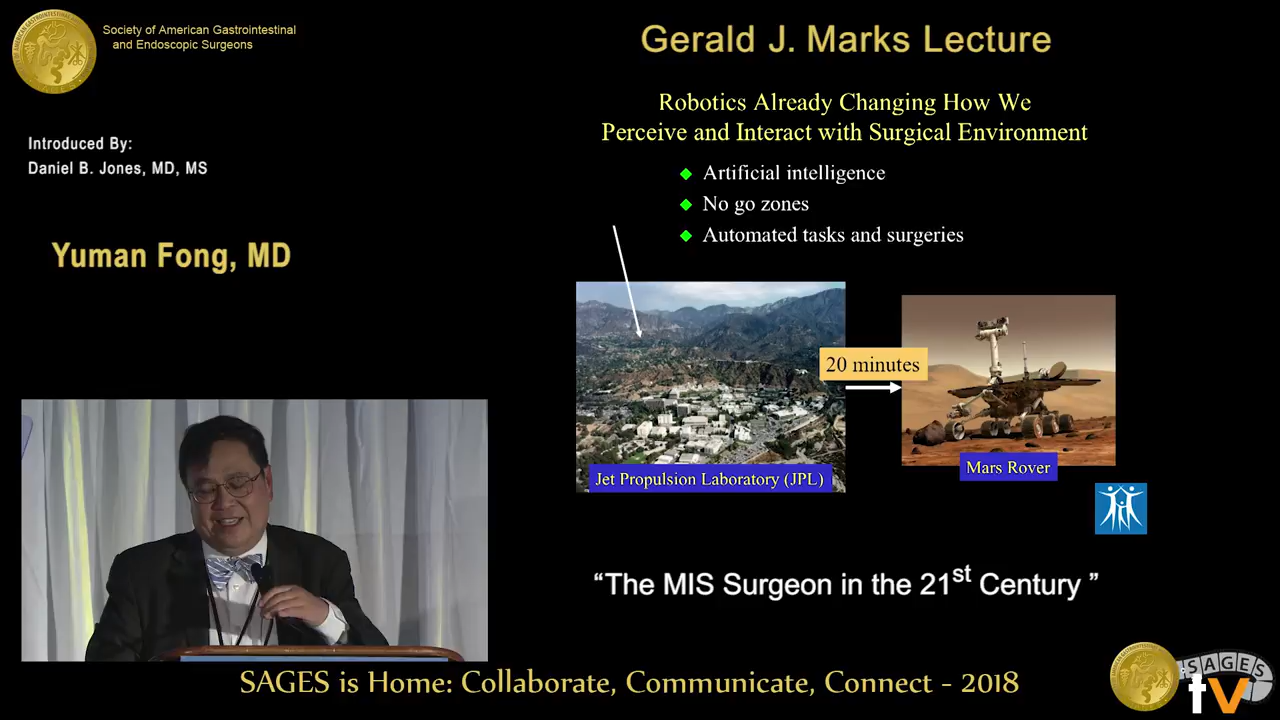 Society of American Gastrointestinal
and Endoscopic Surgeons
Gerald J. Marks Lecture
Introduced By:
Daniel B. Jones, MD, MS
Yuman Fong, MD
Robotics Already Changing How We
Perceive and Interact with Surgical Environment
Artificial intelligence
No go zones
Automated tasks and surgeries
20 minutes
Jet Propulsion Laboratory (JPL)
Mars Rover
“The MIS Surgeon in the 21st Century ”
SAGES is Home: Collaborate, Communicate, Connect - 2018
SAGES
tv